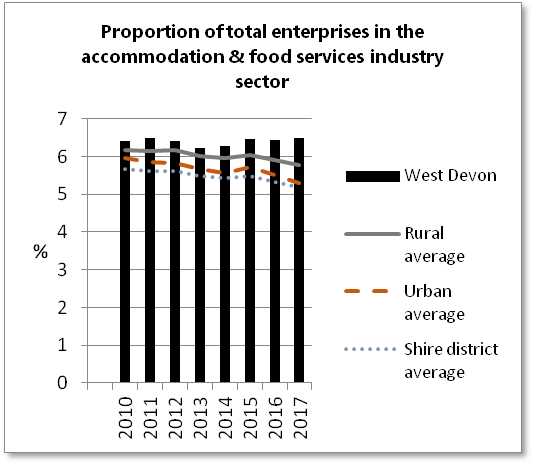 Proportion of total enterprises in the
accommodation & food services industry
sector
7
6
5
4
3
2
1
0
%
2010
2011
2012
2013
2014
2015
2016
2017
West Devon
Rural
average
Urban
average
Shire district
average